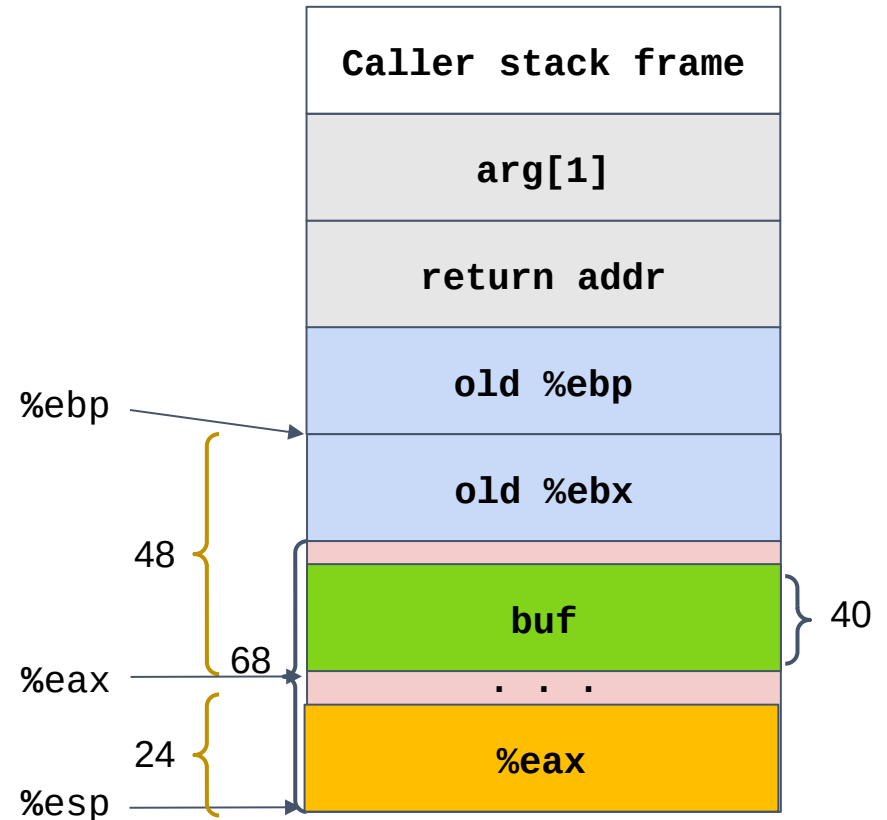 Caller stack frame
arg[1]
return addr
old %ebp
%ebp
old %ebx
48
buf
40
68
%eax
. . .
24
%eax
%esp